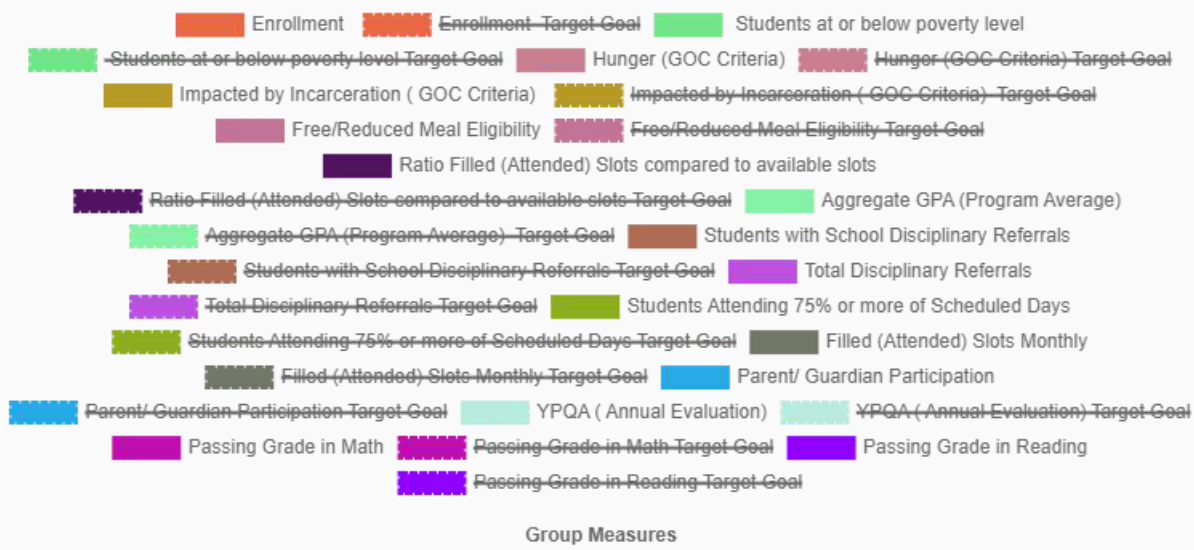 Enrollment Enrollment Target Goal Students at or below poverty level
Students at or below poverty level Target Goal Hunger (GOC Criteria) Hunger (GOC Criteria) Target Goal
Impacted by Incarceration ( GOC Criteria) Impacted by Incarceration ( GOC Criteria) Target Goal
Free/Reduced Meal Eligibility Free/Reduced Meal Eligibility Target Goal
Ratio Filled (Attended) Slots compared to available slots
Ratio Filled (Attended) Slots compared to available slots Target Goal Aggregate GPA (Program Average)
Aggregate GPA (Program Average) Target Goal Students with School Disciplinary Referrals
Students with School Disciplinary Referrals Target Goal Total Disciplinary Referrals
Total Disciplinary Referrals Target Goal Students Attending 75% or more of Scheduled Days
Students Attending 75% or more of Scheduled Days Target Goal Filled (Attended) Slots Monthly
Filled (Attended) Slots Monthly Target Goal Parent/ Guardian Participation
Parent/ Guardian Participation Target Goal YPQA ( Annual Evaluation) YPQA ( Annual Evaluation) Target Goal
Passing Grade in Math Passing Grade in Math Target Goal Passing Grade in Reading
Passing Grade in Reading Target Goal
Group Measures